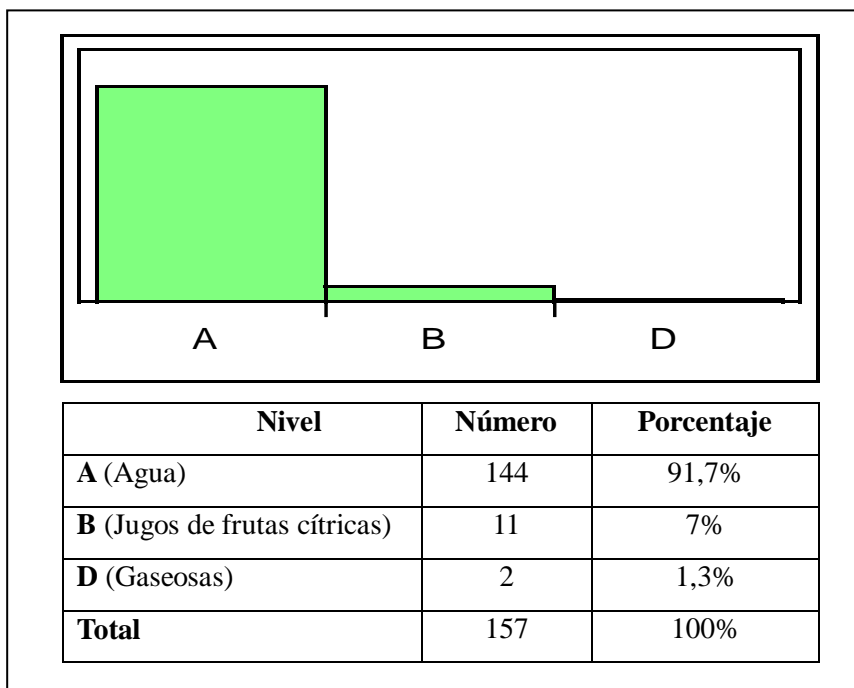 A B D
Nivel Número Porcentaje
A (Agua) 144 91,7%
B (Jugos de frutas cítricas) 11 7%
D (Gaseosas) 2 1,3%
Total 157 100%